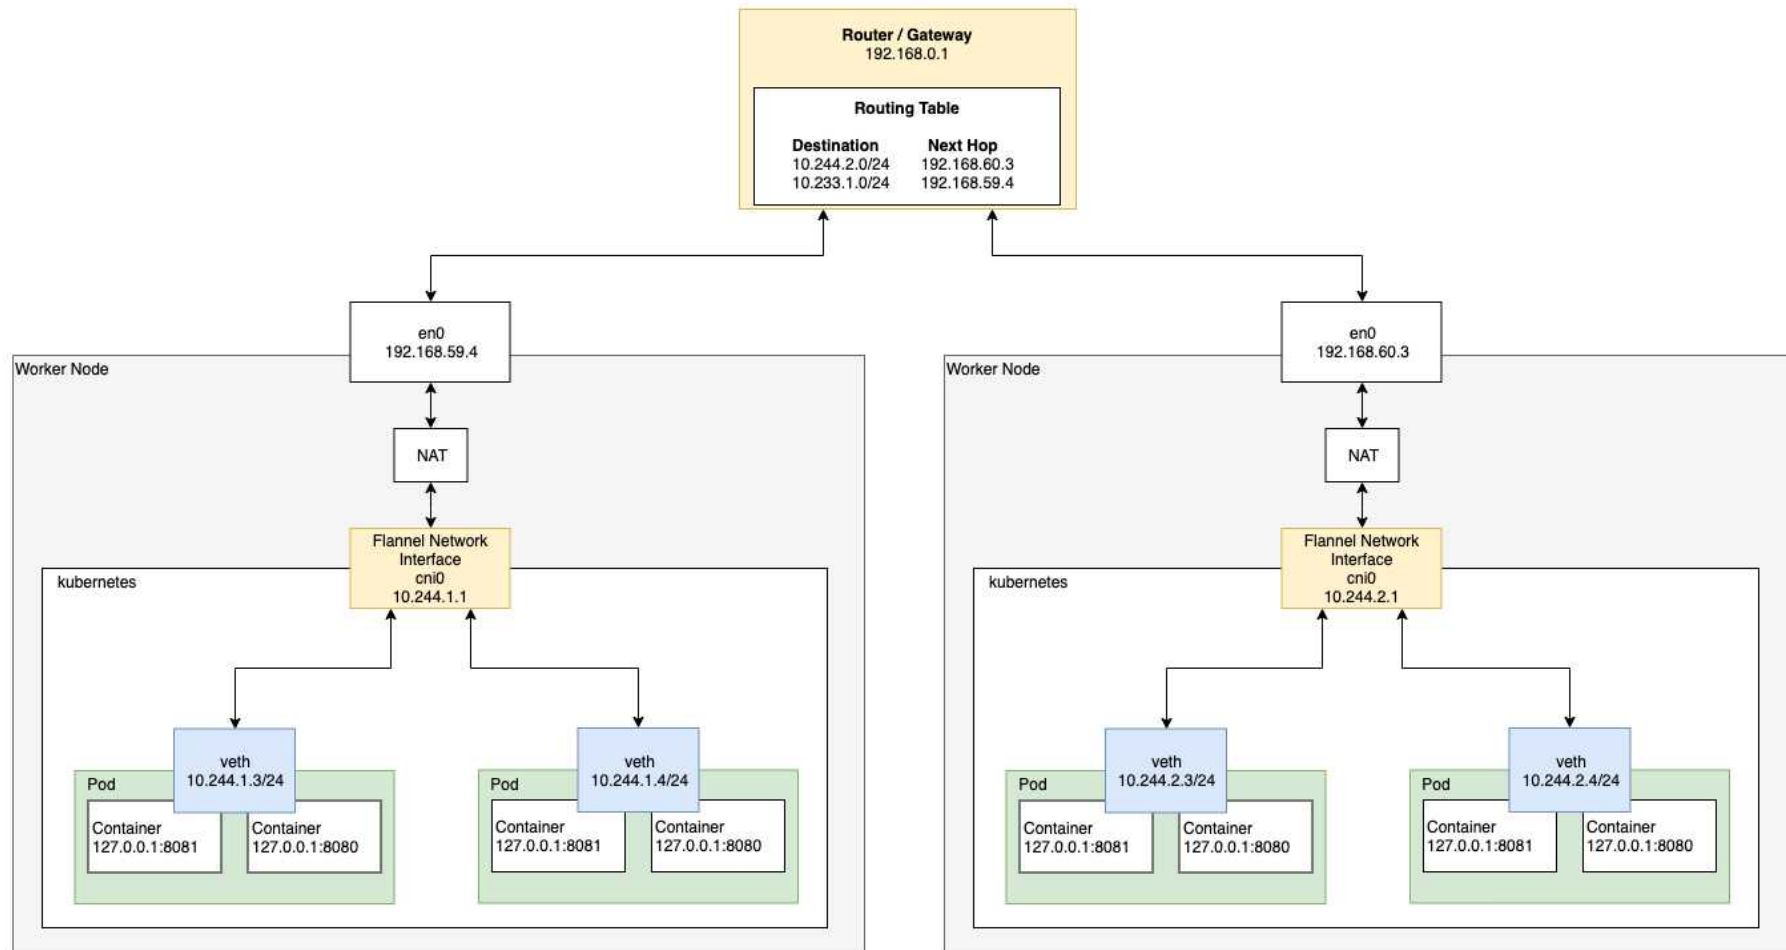 Router / Gateway
192.168.0.1
Routing Table
Destination Next Hop
10.244.2.0/24 192.168.60.3
10.233.1.0/24 192.168.59.4
en0
192.168.59.4
Worker Node
NAT
Flannel Network
Interface
cni0
10.244.1.1
kubernetes
veth
10.244.1.3/24
Pod
Container
127.0.0.1:8081
Container
127.0.0.1:8080
veth
10.244.1.4/24
Pod
Container
127.0.0.1:8081
Container
127.0.0.1:8080
en0
192.168.60.3
Worker Node
NAT
Flannel Network
Interface
cni0
10.244.2.1
kubernetes
veth
10.244.2.3/24
Pod
Container
127.0.0.1:8081
Container
127.0.0.1:8080
veth
10.244.2.4/24
Pod
Container
127.0.0.1:8081
Container
127.0.0.1:8080